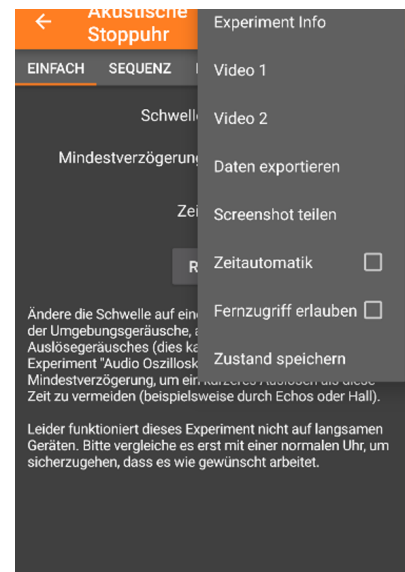 Akustische
Stoppuhr
EINFACH SEQUENZ
Schwelle
Mindestverzögerung
Experiment Info
Video 1
Video 2
Daten exportieren
Screenshot teilen
Zeitautomatik
Fernzugriff erlauben
Zustand speichern
Ändere die Schwelle auf
der Umgebungsgeräusche,
Auslösegeräusches (dies
Experiment "Audio
Mindestverzögerung, um ein kürzeres Auslösen als diese
Zeit zu vermeiden (beispielsweise durch Echos oder Hall).
Leider funktioniert dieses Experiment nicht auf langsamen
Geräten. Bitte vergleiche es erst mit einer normalen Uhr, um
sicherzugehen, dass es wie gewünscht arbeitet.